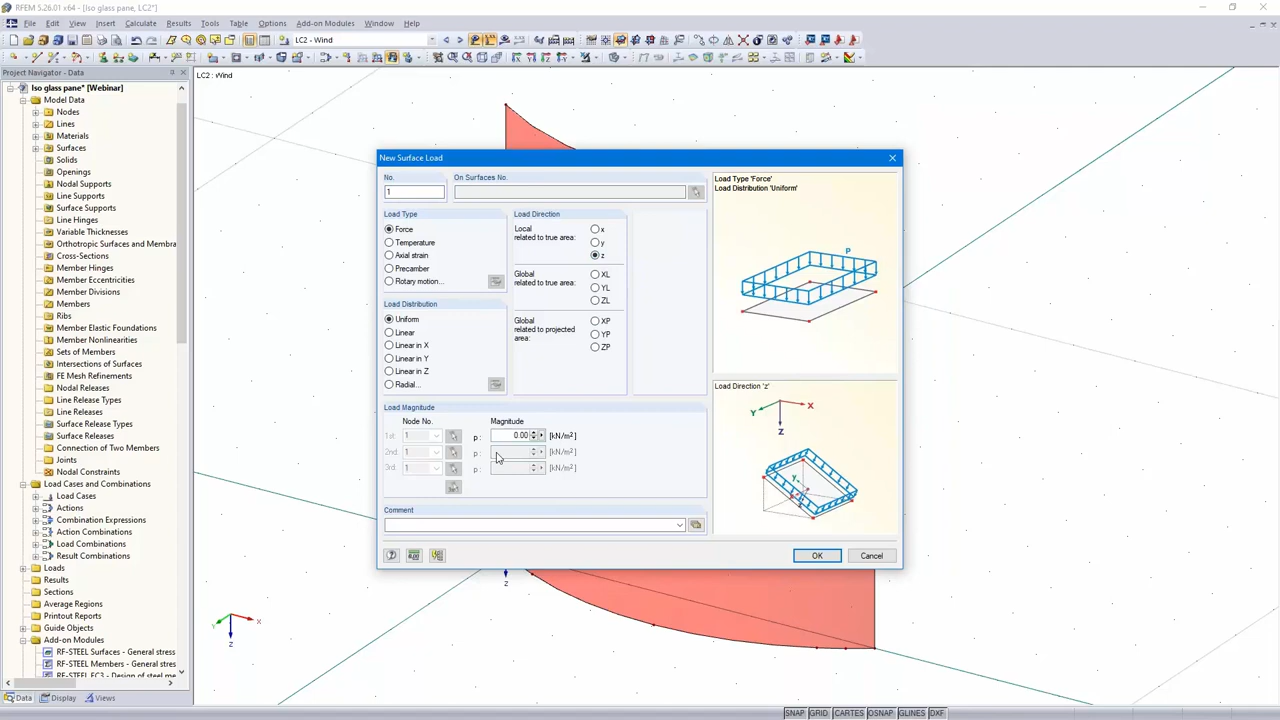 RFEM 5.26.01 x64 - [Iso glass pane, LC2*]
File Edit View Insert Calculate Results Tools Table Options Add-on Modules Window Help
LC2 - Wind
Project Navigator - Data
LC2 : Wind
Iso glass pane* [Webinar]
Model Data
Nodes
Lines
Materials
Surfaces
Solids
Openings
Nodal Supports
Line Supports
Surface Supports
Line Hinges
Variable Thicknesses
Orthotropic Surfaces and Membra
Cross-Sections
Member Hinges
Member Eccentricities
Member Divisions
Members
Ribs
Member Elastic Foundations
Member Nonlinearities
Sets of Members
Intersections of Surfaces
FE Mesh Refinements
Nodal Releases
Line Release Types
Line Releases
Surface Release Types
Surface Releases
Connection of Two Members
Joints
Nodal Constraints
Load Cases and Combinations
Load Cases
Actions
Combination Expressions
Action Combinations
Load Combinations
Result Combinations
Loads
Results
Sections
Average Regions
Printout Reports
Guide Objects
Add-on Modules
RF-STEEL Surfaces - General stress
RF-STEEL Members - General stres
RF-STEEL EC3 - Design of steel me
Data Display Views
New Surface Load
No.
1
On Surfaces No.
Load Type
Force
Temperature
Axial strain
Precamber
Rotary motion...
Load Distribution
Uniform
Linear
Linear in X
Linear in Y
Linear in Z
Radial...
Load Direction
Local
related to true area:
x
y
z
Global
related to true area:
XL
YL
ZL
Global
related to projected
area:
XP
YP
ZP
Load Magnitude
Node No. Magnitude
1st: 1 p : 0.00 [kN/m²]
2nd: 1 p : [kN/m²]
3rd: 1 p : [kN/m²]
Comment
OK Cancel
Load Type 'Force'
Load Distribution 'Uniform'
p
Load Direction 'z'
Y X
Z
y
x
z
z
Y X
Z
SNAP GRID CARTES OSNAP GLINES DXF